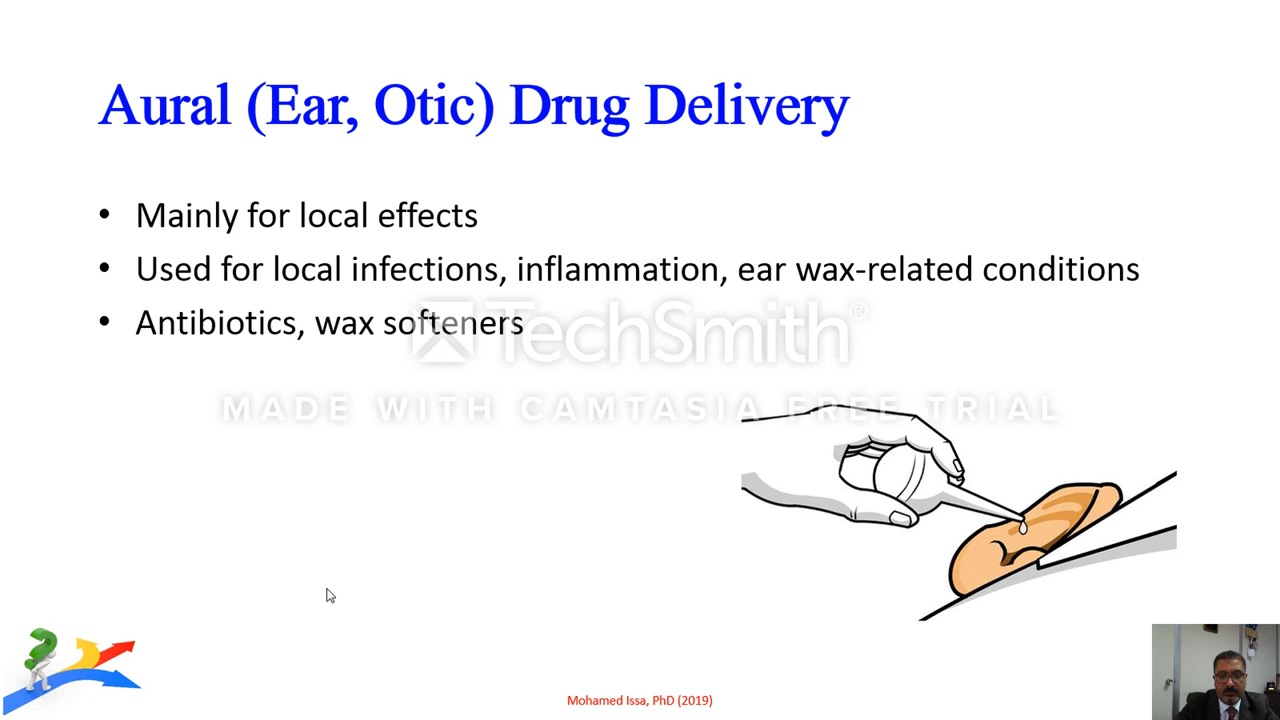 Aural (Ear, Otic) Drug Delivery
• Mainly for local effects
• Used for local infections, inflammation, ear wax-related conditions
• Antibiotics, wax softeners
TechSmith®
MADE WITH CAMTASIA FREE TRIAL
Mohamed Issa, PhD (2019)